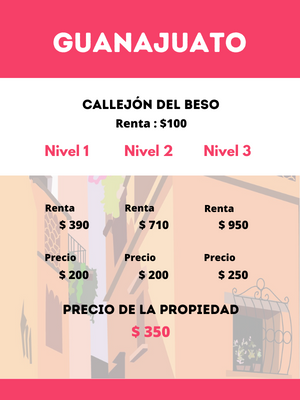 GUANAJUATO
CALLEJÓN DEL BESO
Renta : $100
Nivel 1 Nivel 2 Nivel 3
Renta Renta Renta
$ 390 $ 710 $ 950
Precio Precio Precio
$ 200 $ 200 $ 250
PRECIO DE LA PROPIEDAD
$ 350